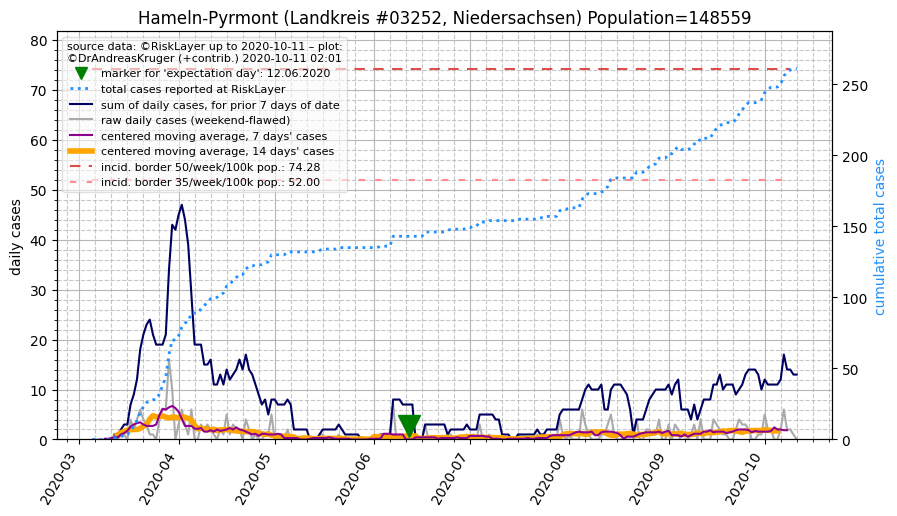 Hameln-Pyrmont (Landkreis #03252, Niedersachsen) Population=148559
source data: ©RiskLayer up to 2020-10-11 – plot:
©DrAndreasKruger (+contrib.) 2020-10-11 02:01
marker for 'expectation day': 12.06.2020
total cases reported at RiskLayer
sum of daily cases, for prior 7 days of date
raw daily cases (weekend-flawed)
centered moving average, 7 days' cases
centered moving average, 14 days' cases
incid. border 50/week/100k pop.: 74.28
incid. border 35/week/100k pop.: 52.00
daily cases
80
70
60
50
40
30
20
10
0
cumulative total cases
250
200
150
100
50
0
2020-03
2020-04
2020-05
2020-06
2020-07
2020-08
2020-09
2020-10